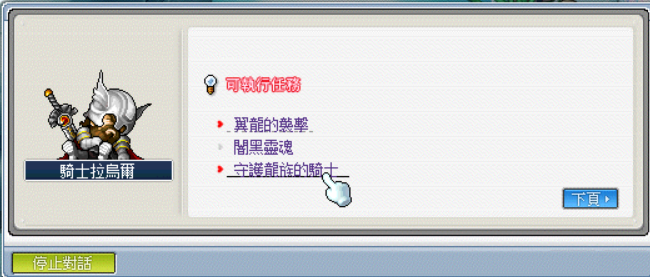 可執行任務
翼龍的襲擊
闇黑靈魂
守護龍族的騎士
騎士拉烏爾
下頁
停止對話